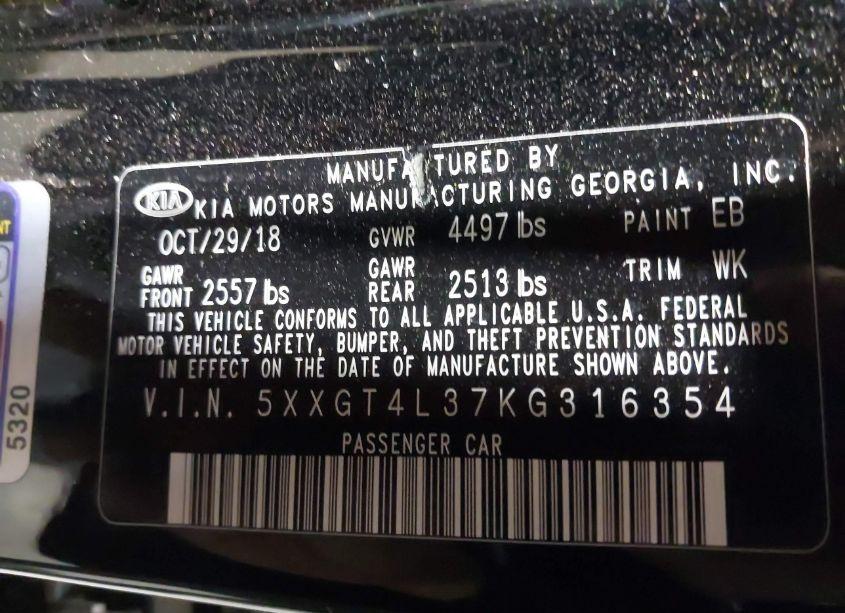 MANUFACTURED BY
KIA KIA MOTORS MANUFACTURING GEORGIA, INC.
OCT/29/18 GVWR 4497 lbs PAINT EB
GAWR FRONT 2557 lbs GAWR REAR 2513 lbs TRIM WK
THIS VEHICLE CONFORMS TO ALL APPLICABLE U.S.A. FEDERAL
MOTOR VEHICLE SAFETY, BUMPER, AND THEFT PREVENTION STANDARDS
IN EFFECT ON THE DATE OF MANUFACTURE SHOWN ABOVE.
V.I.N. 5XXGT4L37KG316354
PASSENGER CAR
5320